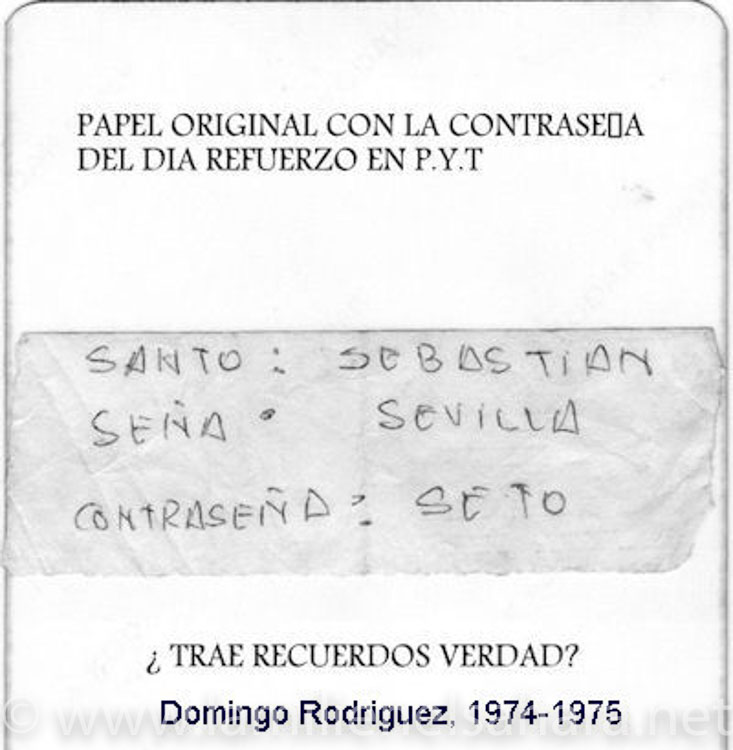 PAPEL ORIGINAL CON LA CONTRASE▯A
DEL DIA REFUERZO EN P.Y.T
SANTO: SEBASTIAN
SEÑA: SEVILLA
CONTRASEÑA: SETO
¿ TRAE RECUERDOS VERDAD?
Domingo Rodriguez, 1974-1975